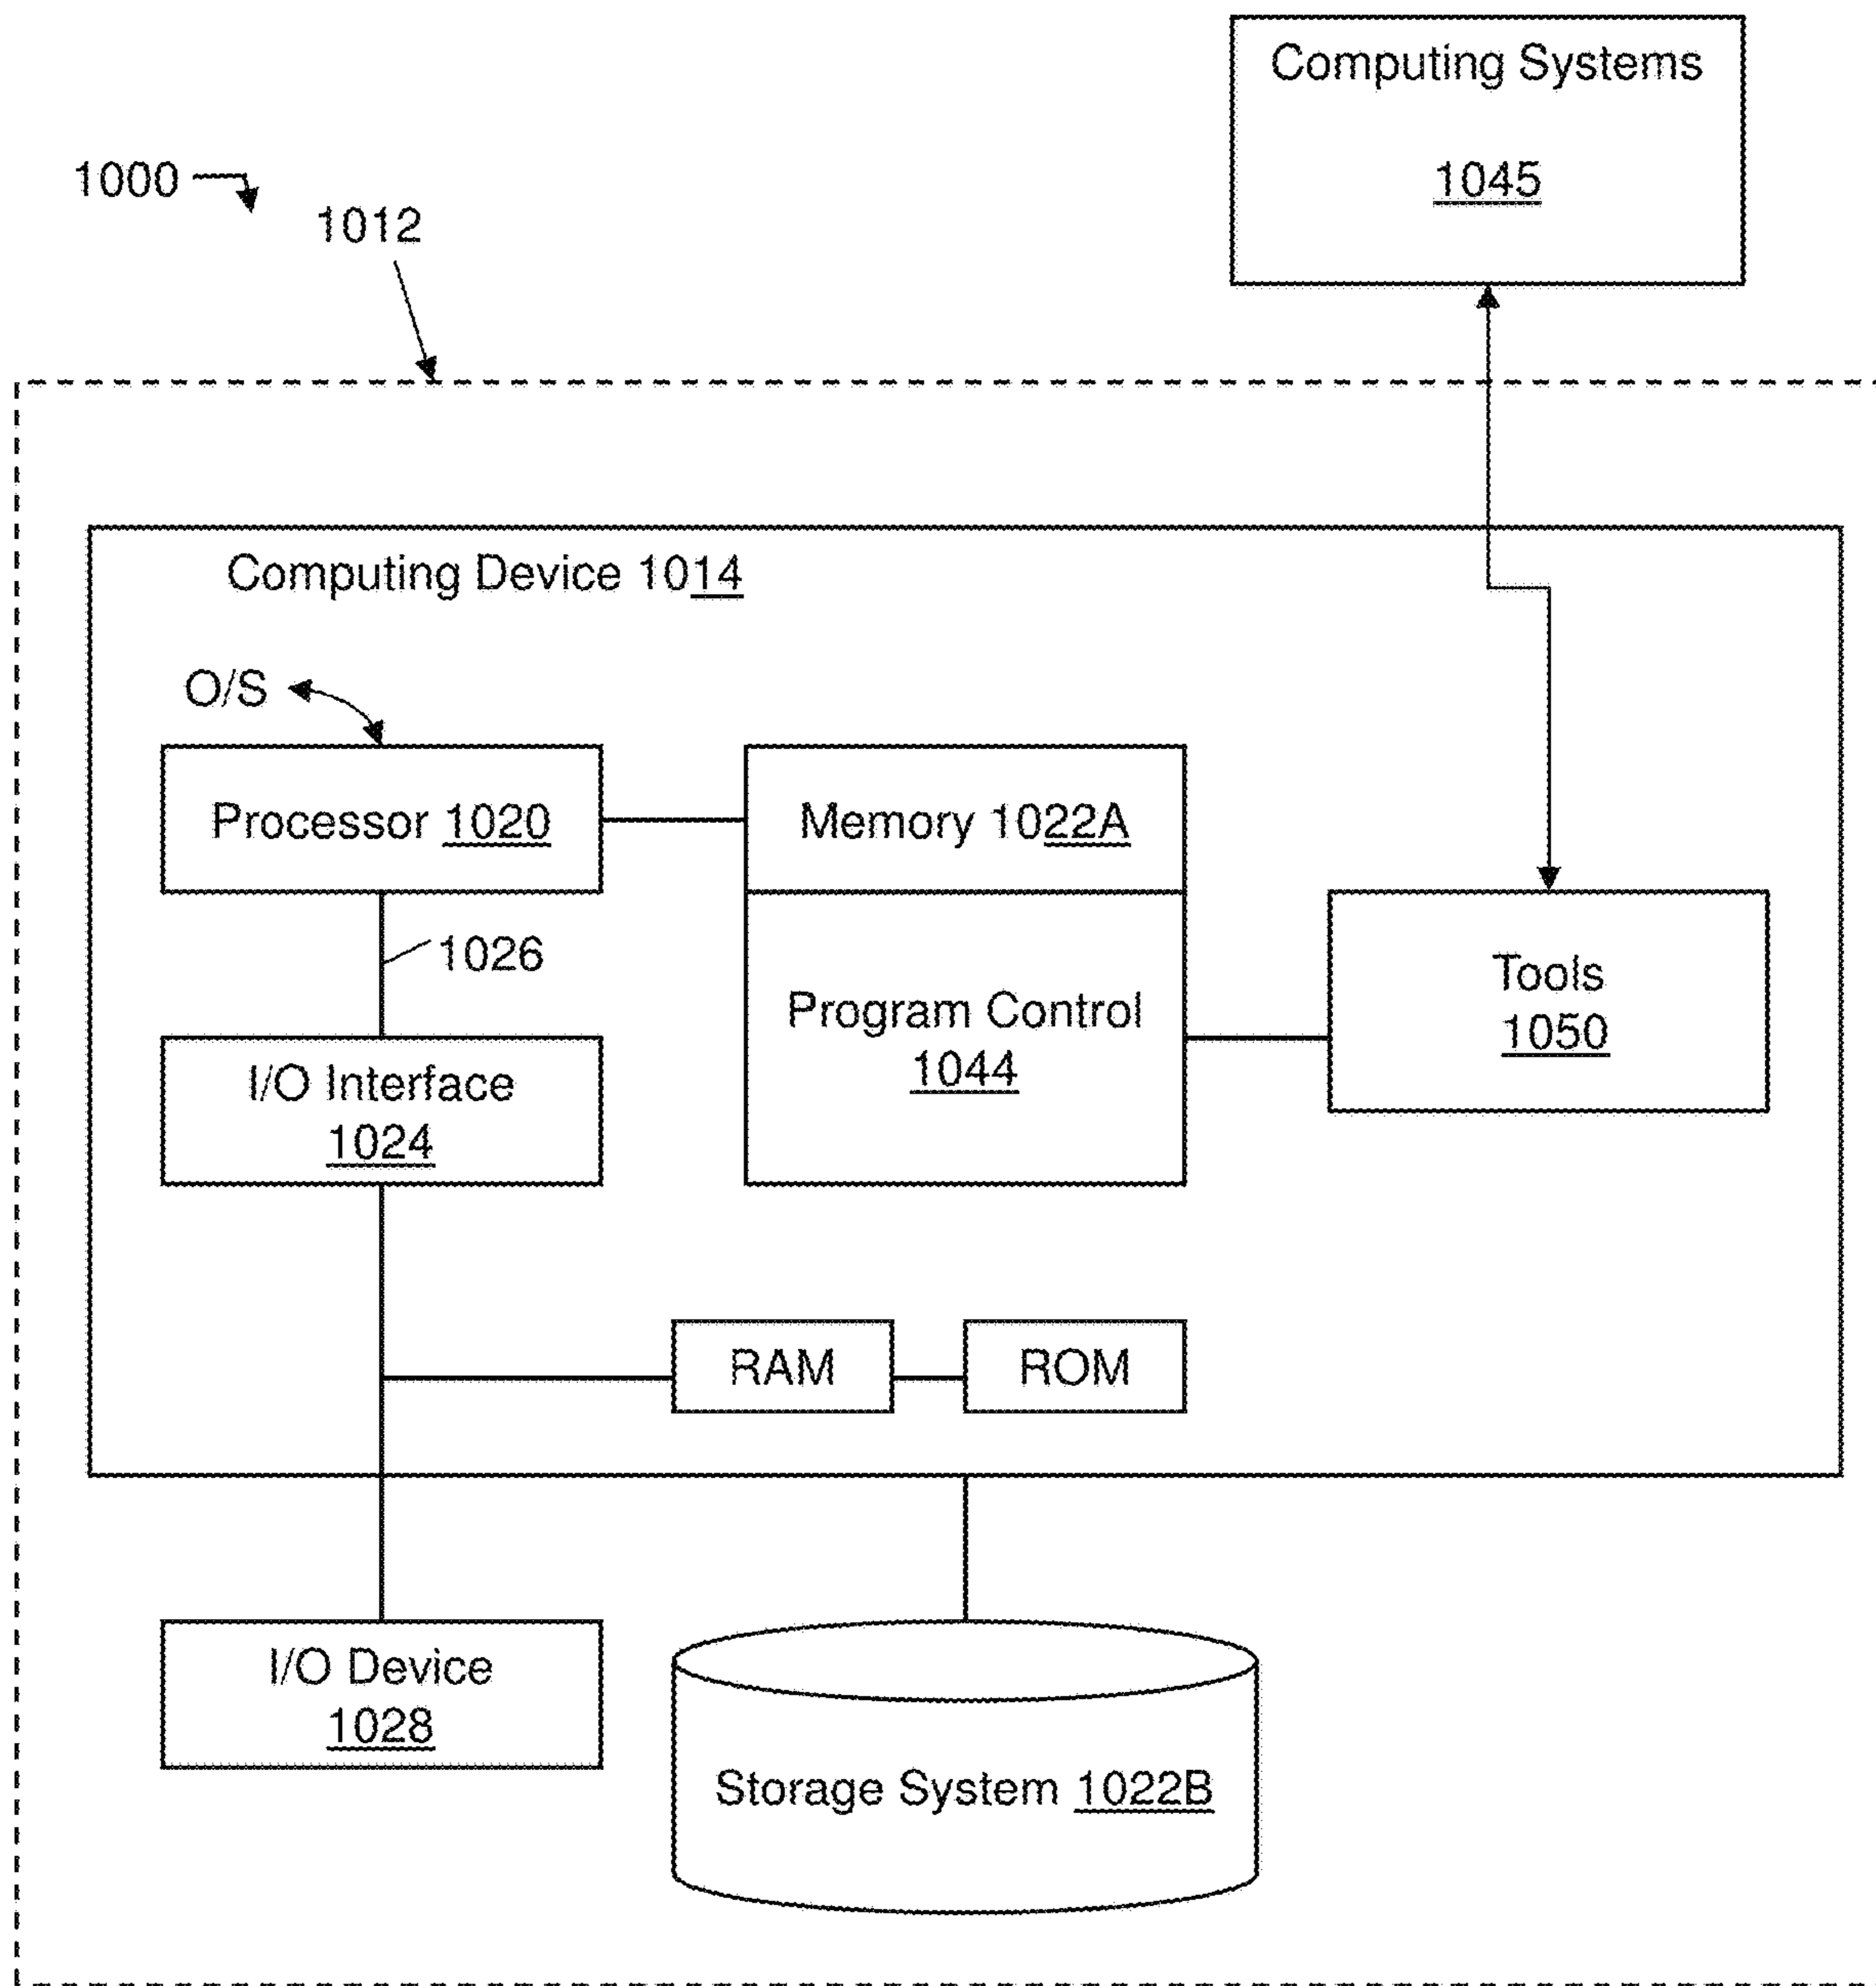 Computing Systems
1045
1000
1012
Computing Device 1014
O/S
Processor 1020
Memory 1022A
1026
Program Control
1044
Tools
1050
I/O Interface
1024
RAM
ROM
I/O Device
1028
Storage System 1022B